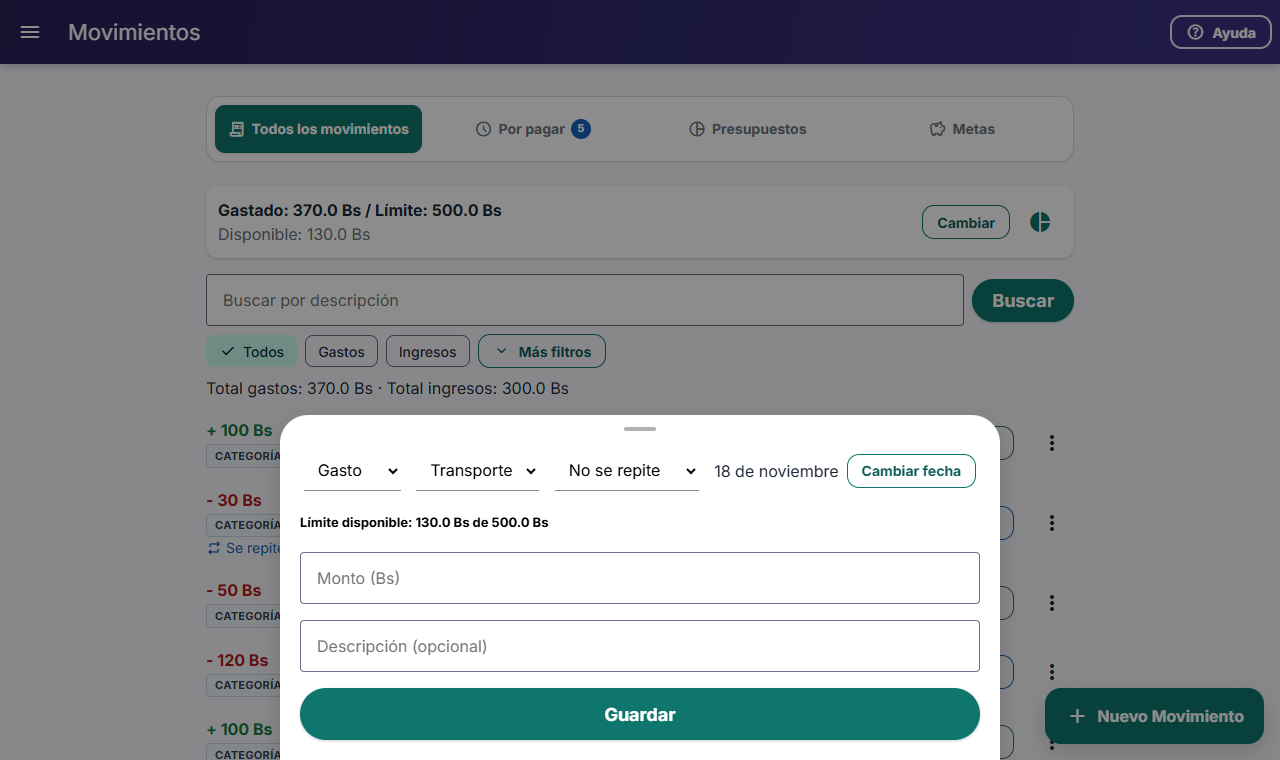 Movimientos
Ayuda
Todos los movimientos
Por pagar 5
Presupuestos
Metas
Gastado: 370.0 Bs / Límite: 500.0 Bs
Disponible: 130.0 Bs
Cambiar
Buscar por descripción
Buscar
Todos
Gastos
Ingresos
Más filtros
Total gastos: 370.0 Bs · Total ingresos: 300.0 Bs
+ 100 Bs
CATEGORÍA
- 30 Bs
CATEGORÍA
Se repite
- 50 Bs
CATEGORÍA
- 120 Bs
CATEGORÍA
+ 100 Bs
CATEGORÍA
Gasto
Transporte
No se repite
18 de noviembre
Cambiar fecha
Límite disponible: 130.0 Bs de 500.0 Bs
Monto (Bs)
Descripción (opcional)
Guardar
Nuevo Movimiento